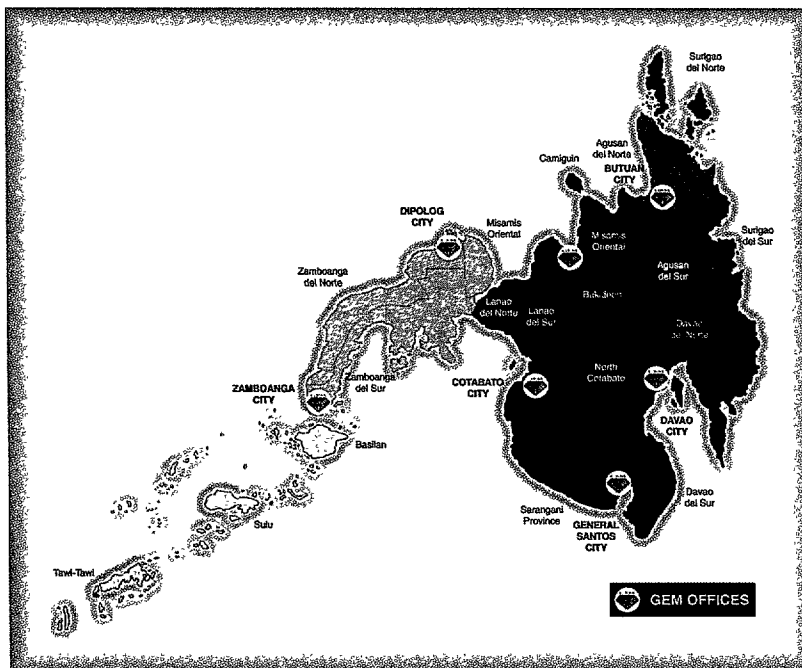 Surigao
del Norte
Agusan
del Norte
BUTUAN
CITY
Camiguin
DIPOLOG
CITY
Misamis
Oriental
Misamis
Oriental
Surigao
del Sur
Zamboanga
del Norte
Agusan
del Sur
Lanao
del Norte
Lanao
del Sur
Bukidnon
Davao
del Norte
North
Cotabato
ZAMBOANGA
CITY
Zamboanga
del Sur
COTABATO
CITY
DAVAO
CITY
Basilan
Davao
del Sur
Sarangani
Province
GENERAL
SANTOS
CITY
Sulu
Tawi-Tawi
GEM OFFICES